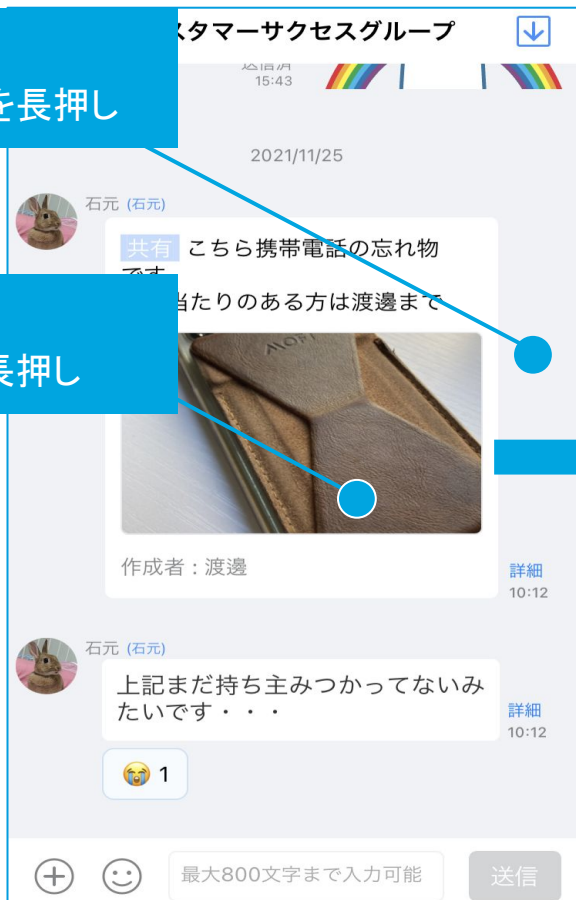 スタマーサクセスグループ
送信済
15:43
を長押し
2021/11/25
石元 (石元)
共有 こちら携帯電話の忘れ物
です
当たりのある方は渡邉まで
長押し
MOFT
作成者：渡邉
詳細
10:12
石元 (石元)
上記まだ持ち主みつかってないみ
たいです・・・
詳細
10:12
1
最大800文字まで入力可能
送信